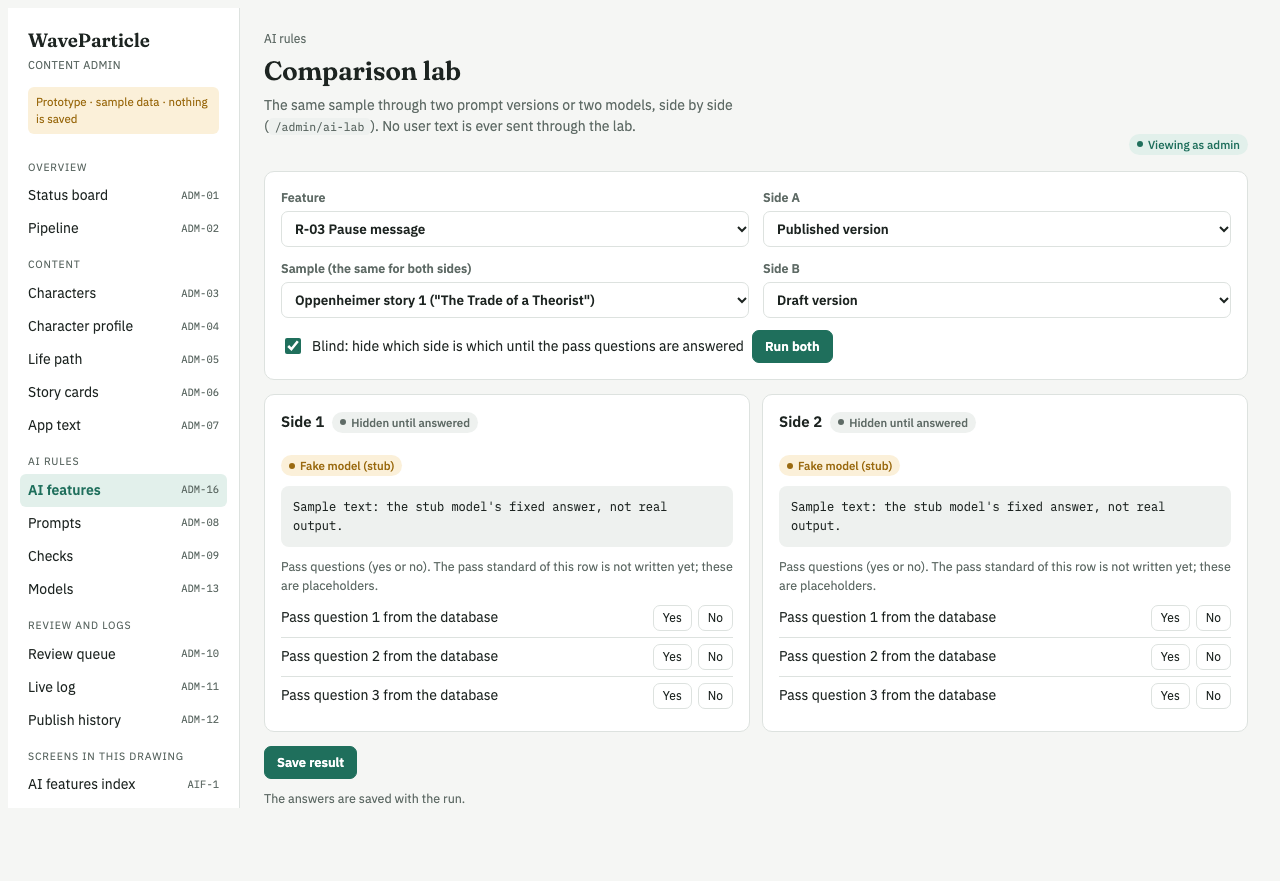 WaveParticle
CONTENT ADMIN
Prototype · sample data · nothing
is saved
OVERVIEW
Status board ADM-01
Pipeline ADM-02
CONTENT
Characters ADM-03
Character profile ADM-04
Life path ADM-05
Story cards ADM-06
App text ADM-07
AI RULES
AI features ADM-16
Prompts ADM-08
Checks ADM-09
Models ADM-13
REVIEW AND LOGS
Review queue ADM-10
Live log ADM-11
Publish history ADM-12
SCREENS IN THIS DRAWING
AI features index AIF-1
AI rules
Comparison lab
The same sample through two prompt versions or two models, side by side
( /admin/ai-lab ). No user text is ever sent through the lab.
Viewing as admin
Feature
R-03 Pause message
Side A
Published version
Sample (the same for both sides)
Oppenheimer story 1 ("The Trade of a Theorist")
Side B
Draft version
Blind: hide which side is which until the pass questions are answered
Run both
Side 1 Hidden until answered
Fake model (stub)
Sample text: the stub model's fixed answer, not real
output.
Pass questions (yes or no). The pass standard of this row is not written yet; these
are placeholders.
Pass question 1 from the database Yes No
Pass question 2 from the database Yes No
Pass question 3 from the database Yes No
Side 2 Hidden until answered
Fake model (stub)
Sample text: the stub model's fixed answer, not real
output.
Pass questions (yes or no). The pass standard of this row is not written yet; these
are placeholders.
Pass question 1 from the database Yes No
Pass question 2 from the database Yes No
Pass question 3 from the database Yes No
Save result
The answers are saved with the run.